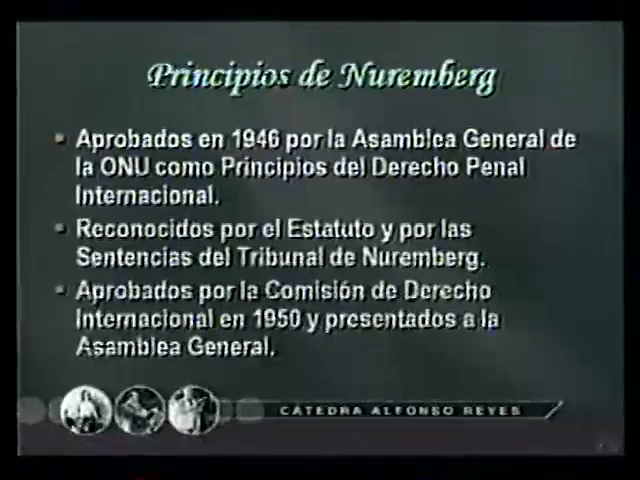 Principios de Nuremberg
Aprobados en 1946 por la Asamblea General de
la ONU como Principios del Derecho Penal
Internacional.
Reconocidos por el Estatuto y por las
Sentencias del Tribunal de Nuremberg.
Aprobados por la Comisión de Derecho
Internacional en 1950 y presentados a la
Asamblea General.
CÁTEDRA ALFONSO REYES